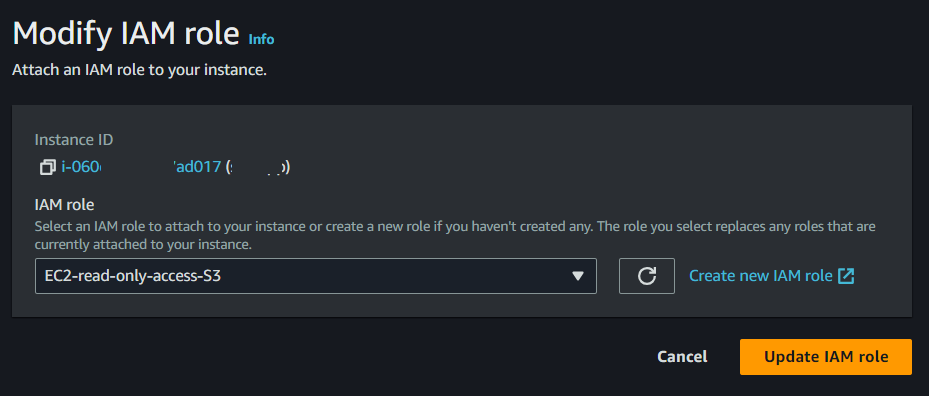 Modify IAM role Info
Attach an IAM role to your instance.
Instance ID
i-060 ad017
IAM role
Select an IAM role to attach to your instance or create a new role if you haven't created any. The role you select replaces any roles that are
currently attached to your instance.
EC2-read-only-access-S3
Create new IAM role
Cancel
Update IAM role